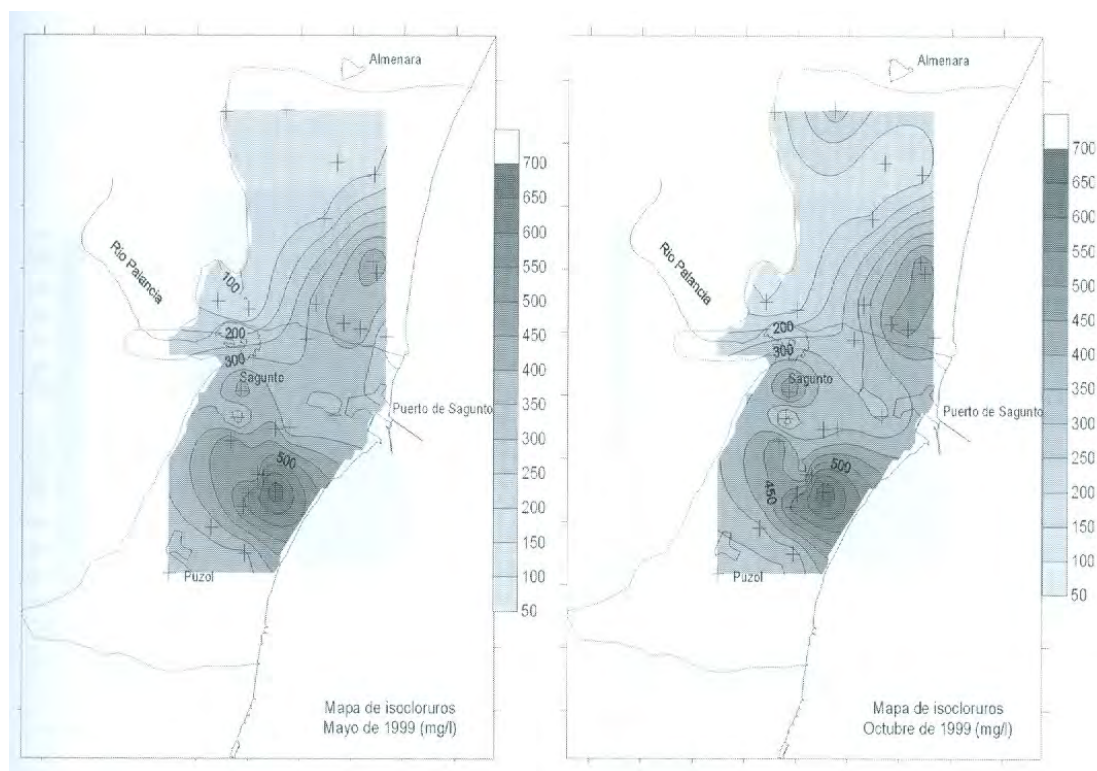 Almenara
Río Palancia
100
200
300
Sagunto
Puerto de Sagunto
500
Puzol
700
650
600
550
500
450
400
350
300
250
200
150
100
50
Mapa de isocloruros
Mayo de 1999 (mg/l)
Almenara
Río Palancia
200
300
Sagunto
Puerto de Sagunto
500
450
Puzol
700
650
600
550
500
450
400
350
300
250
200
150
100
50
Mapa de isocloruros
Octubre de 1999 (mg/l)